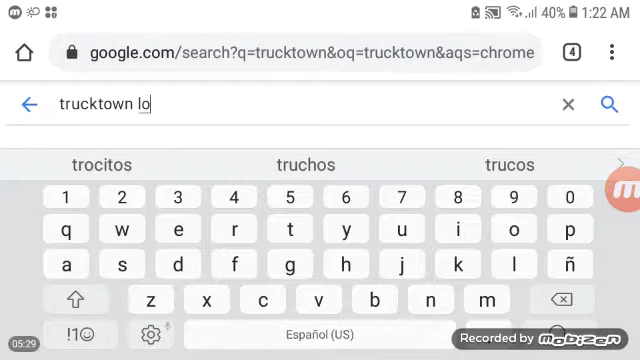 40% 1:22 AM
google.com/search?q=trucktown&oq=trucktown&aqs=chrome 4
trucktown lo
trocitos truchos trucos
1 2 3 4 5 6 7 8 9 0
q w e r t y u i o p
a s d f g h j k l ñ
z x c v b n m
!1☺ Español (US)
05:29
Recorded by mobizen